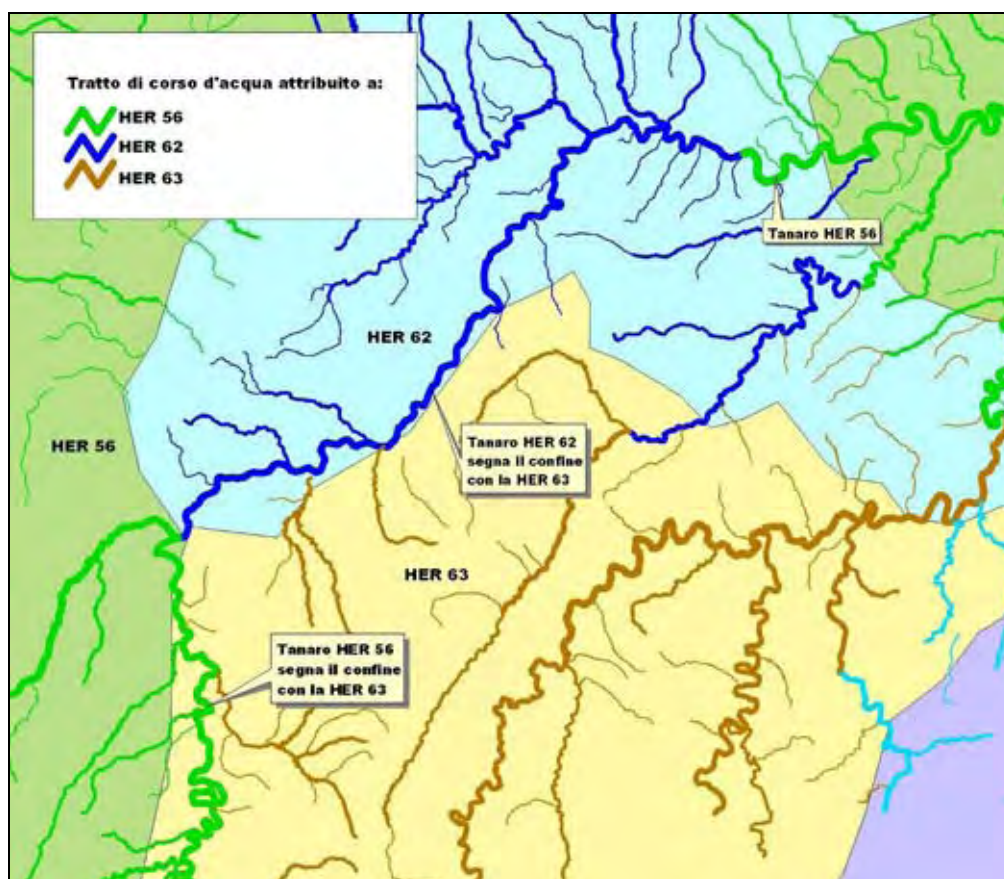 Tratto di corso d'acqua attribuito a:
HER 56
HER 62
HER 63
Tanaro HER 56
HER 62
HER 56
Tanaro HER 62
segna il confine
con la HER 63
HER 63
Tanaro HER 56
segna il confine
con la HER 63